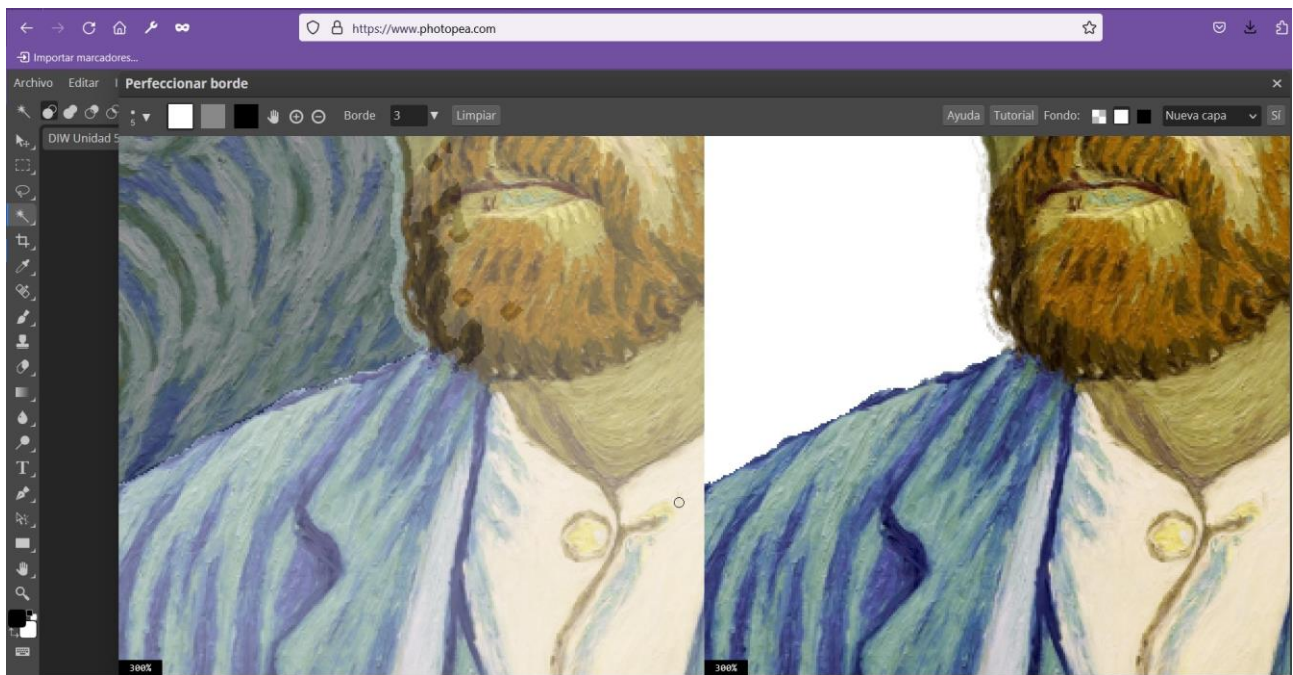 https://www.photopea.com
Importar marcadores...
Archivo Editar I Perfeccionar borde
5 Borde 3 Limpiar Ayuda Tutorial Fondo: Nueva capa Sí
DIW Unidad 5
300% 300%